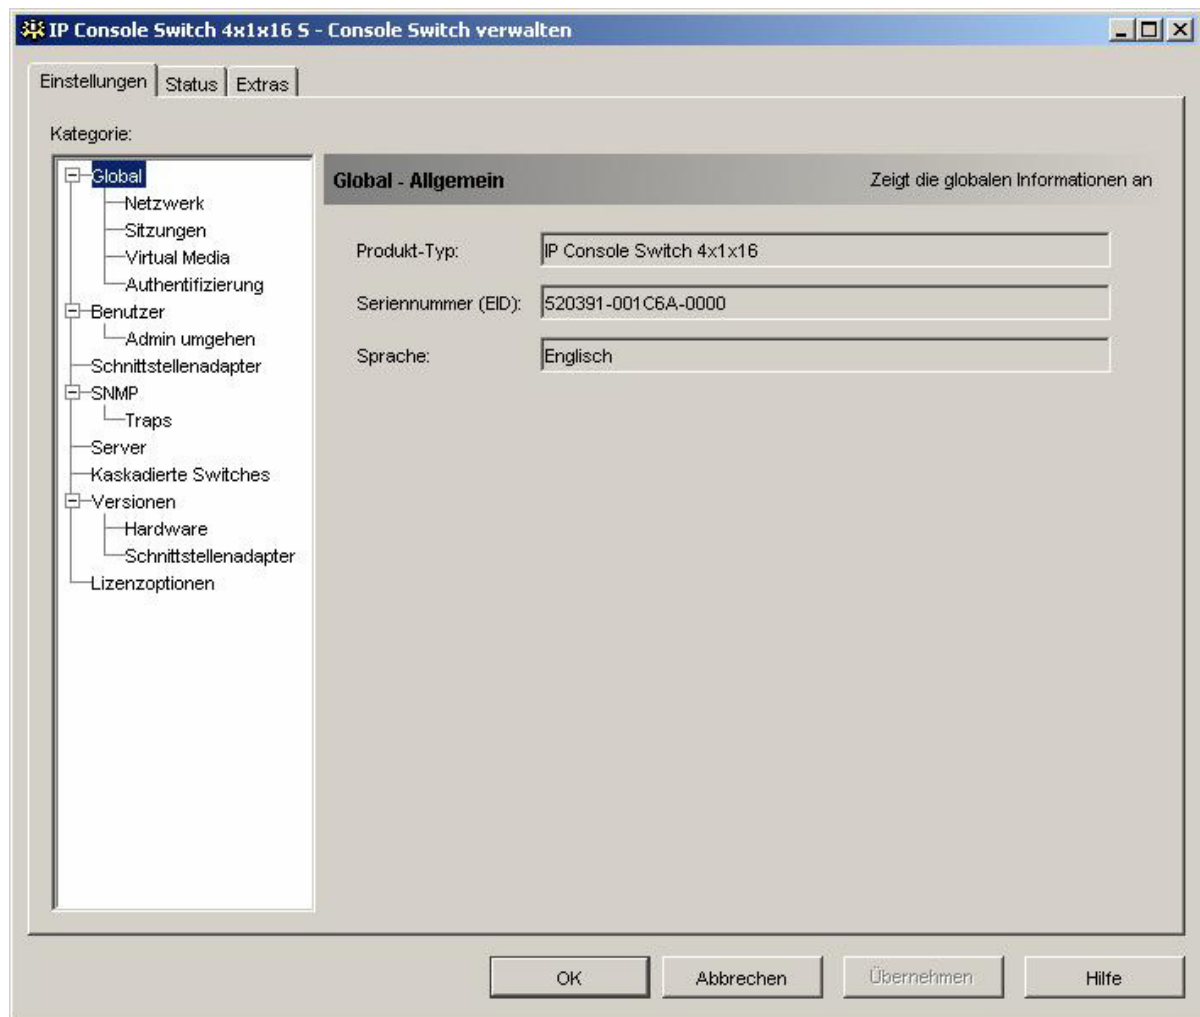 IP Console Switch 4x1x16 S - Console Switch verwalten
Einstellungen Status Extras
Kategorie:
Global
Netzwerk
Sitzungen
Virtual Media
Authentifizierung
Benutzer
Admin umgehen
Schnittstellenadapter
SNMP
Traps
Server
Kaskadierte Switches
Versionen
Hardware
Schnittstellenadapter
Lizenzoptionen
Global - Allgemein Zeigt die globalen Informationen an
Produkt-Typ: IP Console Switch 4x1x16
Seriennummer (EID): 520391-001C6A-0000
Sprache: Englisch
OK Abbrechen Übernehmen Hilfe